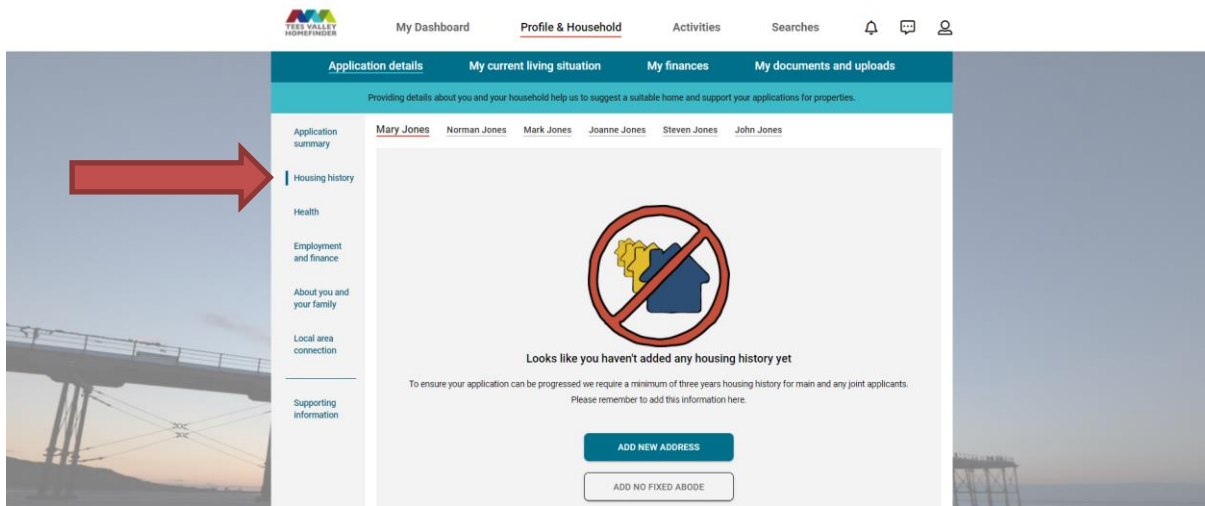 TEES VALLEY
HOMEFINDER
My Dashboard Profile & Household Activities Searches
Application details My current living situation My finances My documents and uploads
Providing details about you and your household help us to suggest a suitable home and support your applications for properties.
Application
summary
Housing history
Health
Employment
and finance
About you and
your family
Local area
connection
Supporting
information
Mary Jones Norman Jones Mark Jones Joanne Jones Steven Jones John Jones
Looks like you haven't added any housing history yet
To ensure your application can be progressed we require a minimum of three years housing history for main and any joint applicants.
Please remember to add this information here.
ADD NEW ADDRESS
ADD NO FIXED ABODE